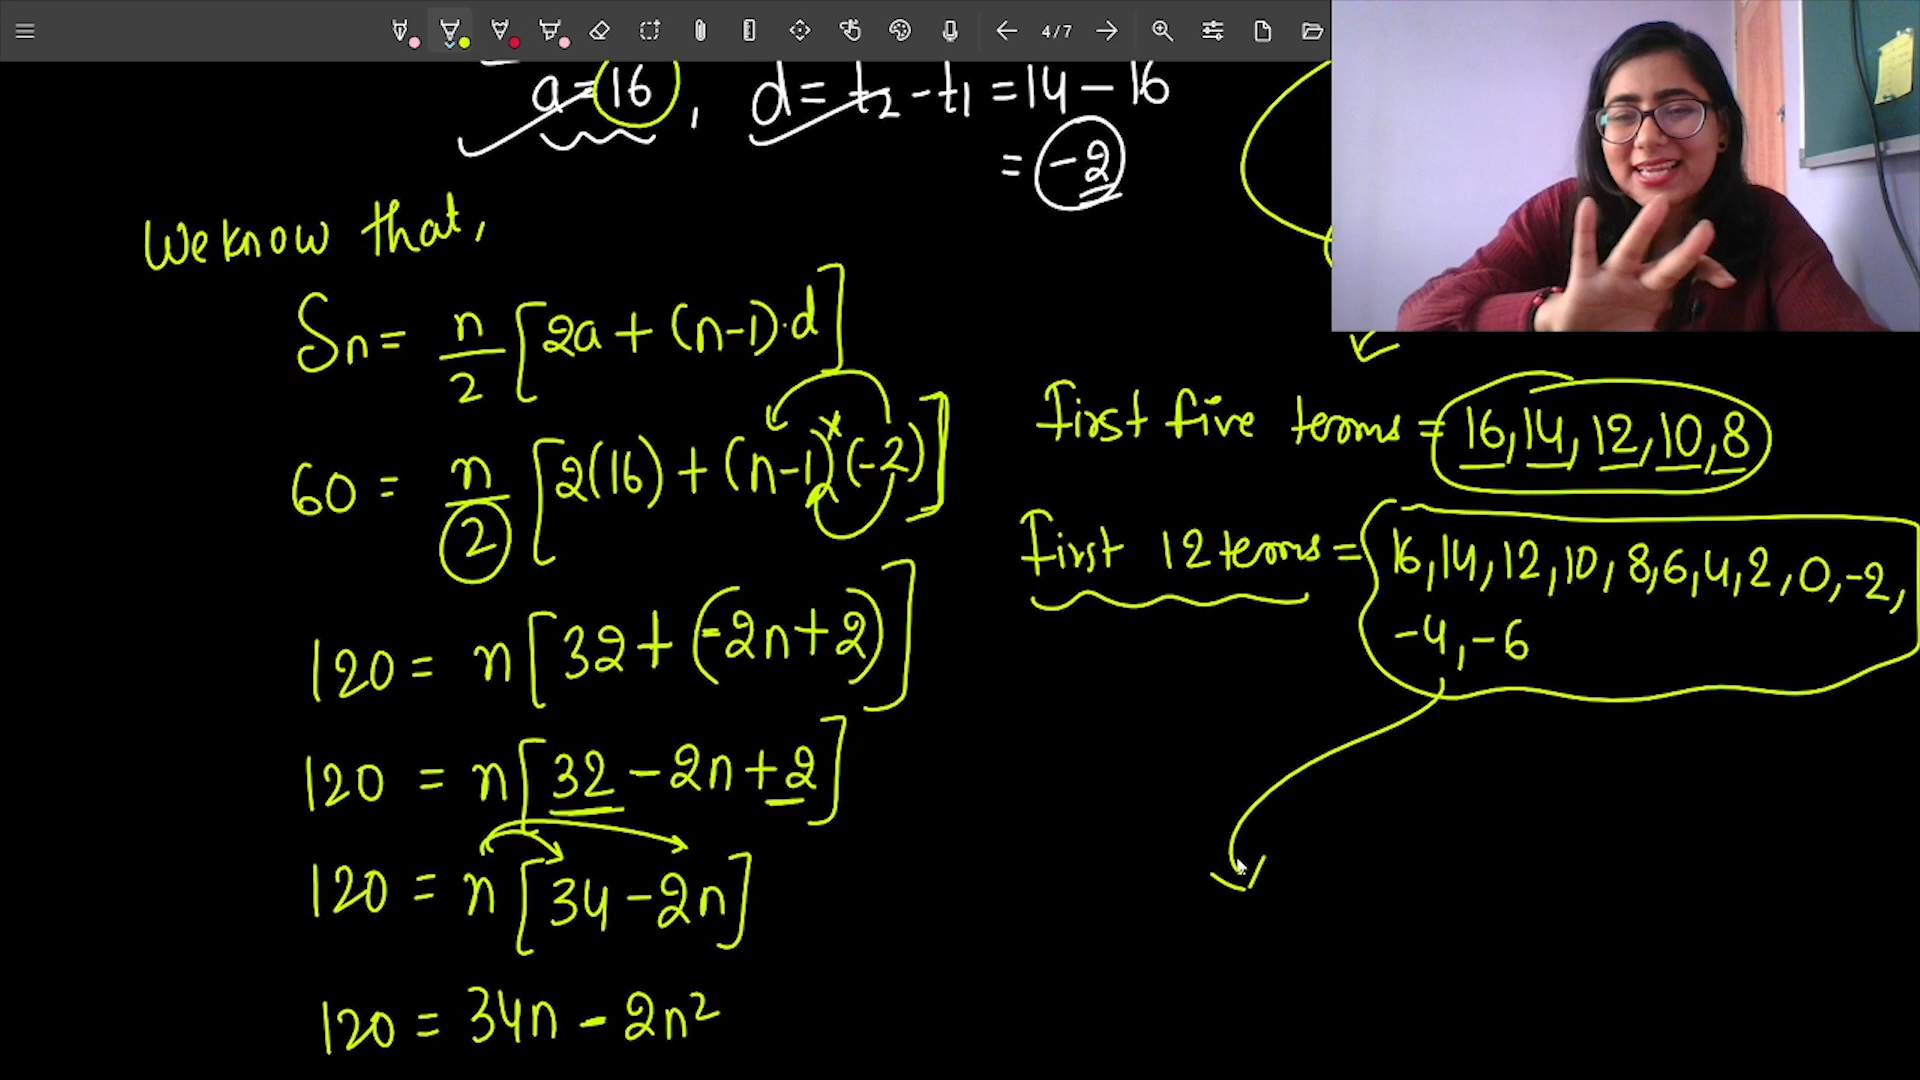 4/7
a=16, d= t₂-t₁ =14-16
= -2
We know that,
Sn= n/2 [2a+(n-1)·d]
60 = n/2 [2(16)+(n-1)×(-2)]
120 = n[32+(-2n+2)]
120 = n[32-2n+2]
120 = n[34-2n]
120 = 34n - 2n²
First five terms = 16,14,12,10,8
First 12 terms = 16,14,12,10,8,6,4,2,0,-2,
-4,-6